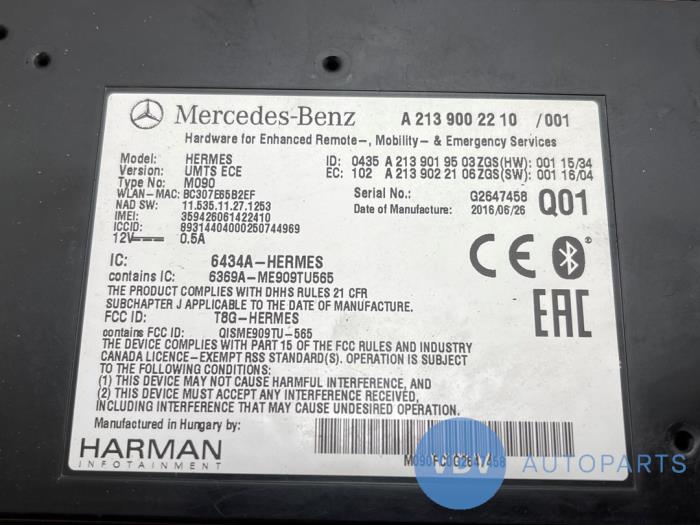 Mercedes-Benz A 213 900 22 10 /001
Hardware for Enhanced Remote-, Mobility- & Emergency Services
Model: HERMES ID: 0435 A 213 901 95 03 ZGS(HW): 001 15/34
Version: UMTS ECE EC: 102 A 213 902 21 06 ZGS(SW): 001 16/04
Type No: M090
WLAN-MAC: BC307E65B2EF Serial No.: G2647458 Q01
NAD SW: 11.535.11.27.1253 Date of Manufacture: 2016/06/26
IMEI: 359426061422410
ICCID: 89314404000250744969
12V 0.5A
IC: 6434A-HERMES
contains IC: 6369A-ME909TU565
THE PRODUCT COMPLIES WITH DHHS RULES 21 CFR
SUBCHAPTER J APPLICABLE TO THE DATE OF MANUFACTURE.
FCC ID: T8G-HERMES
contains FCC ID: QISME909TU-565
THE DEVICE COMPLIES WITH PART 15 OF THE FCC RULES AND INDUSTRY
CANADA LICENCE-EXEMPT RSS STANDARD(S). OPERATION IS SUBJECT
TO THE FOLLOWING CONDITIONS:
(1) THIS DEVICE MAY NOT CAUSE HARMFUL INTERFERENCE, AND
(2) THIS DEVICE MUST ACCEPT ANY INTERFERENCE RECEIVED,
INCLUDING INTERFERENCE THAT MAY CAUSE UNDESIRED OPERATION.
CE
EAC
Manufactured in Hungary by:
HARMAN
INFOTAINMENT
M090FC0G2647458
VDV AUTOPARTS